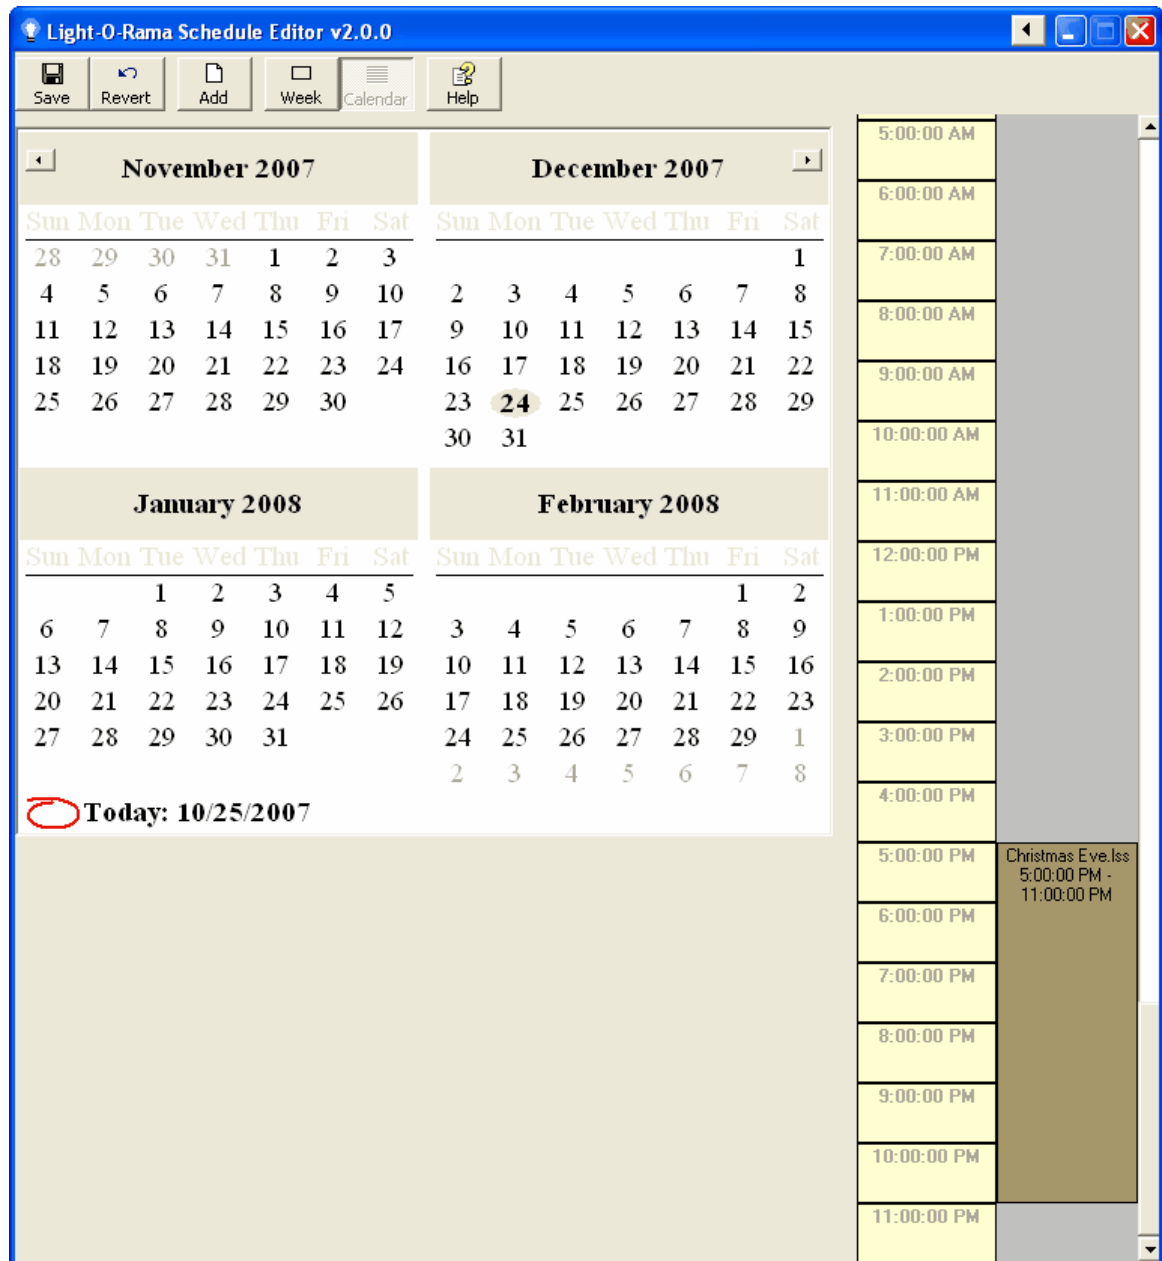 Light-O-Rama Schedule Editor v2.0.0
Save Revert Add Week Calendar Help
November 2007
Sun Mon Tue Wed Thu Fri Sat
28 29 30 31 1 2 3
4 5 6 7 8 9 10
11 12 13 14 15 16 17
18 19 20 21 22 23 24
25 26 27 28 29 30
December 2007
Sun Mon Tue Wed Thu Fri Sat
1
2 3 4 5 6 7 8
9 10 11 12 13 14 15
16 17 18 19 20 21 22
23 24 25 26 27 28 29
30 31
January 2008
Sun Mon Tue Wed Thu Fri Sat
1 2 3 4 5
6 7 8 9 10 11 12
13 14 15 16 17 18 19
20 21 22 23 24 25 26
27 28 29 30 31
February 2008
Sun Mon Tue Wed Thu Fri Sat
1 2
3 4 5 6 7 8 9
10 11 12 13 14 15 16
17 18 19 20 21 22 23
24 25 26 27 28 29 1
2 3 4 5 6 7 8
Today: 10/25/2007
5:00:00 AM
6:00:00 AM
7:00:00 AM
8:00:00 AM
9:00:00 AM
10:00:00 AM
11:00:00 AM
12:00:00 PM
1:00:00 PM
2:00:00 PM
3:00:00 PM
4:00:00 PM
5:00:00 PM
6:00:00 PM
7:00:00 PM
8:00:00 PM
9:00:00 PM
10:00:00 PM
11:00:00 PM
Christmas Eve.lss
5:00:00 PM -
11:00:00 PM